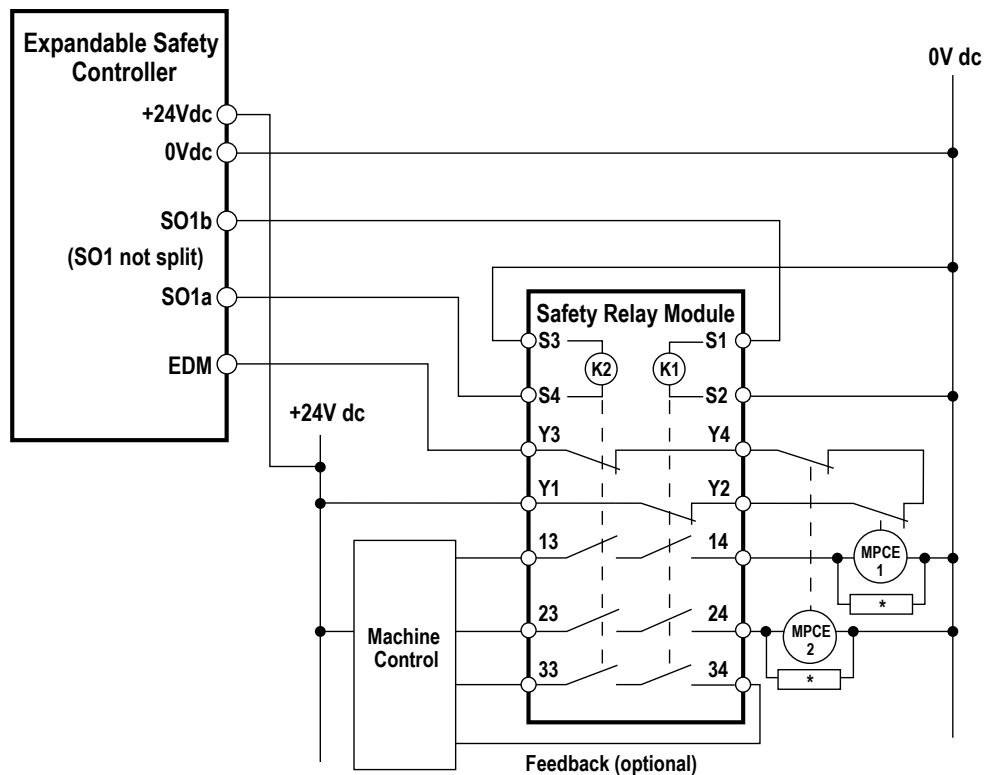 Expandable Safety
Controller
0V dc
+24Vdc
0Vdc
SO1b
(SO1 not split)
SO1a
EDM
+24V dc
Safety Relay Module
S3
S1
K2
K1
S4
S2
Y3
Y4
Y1
Y2
13
14
MPCE
1
*
23
24
MPCE
2
*
Machine
Control
33
34
Feedback (optional)